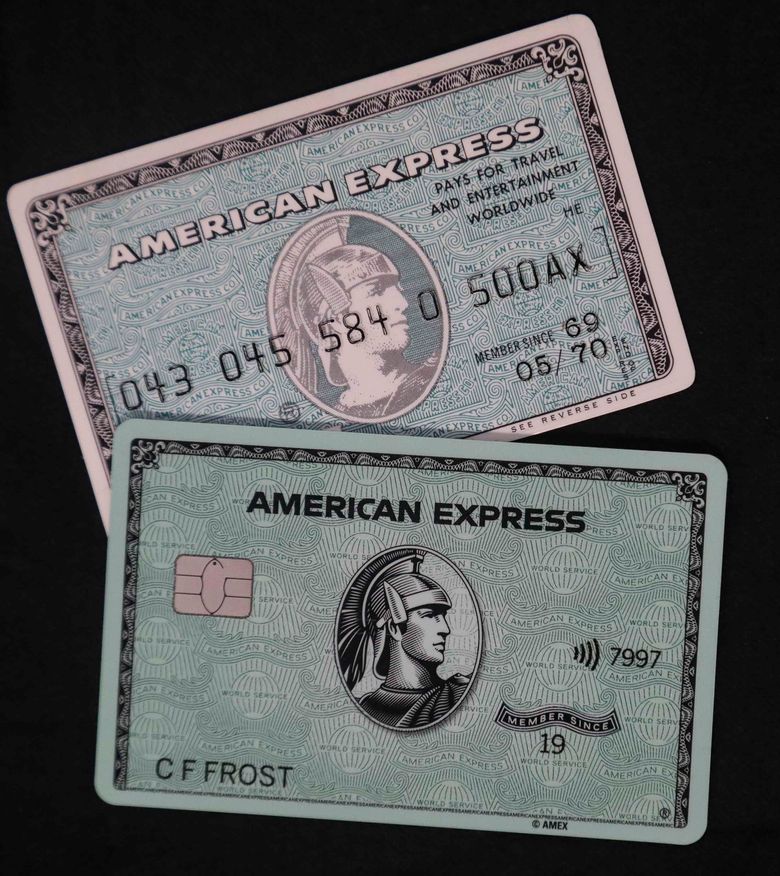 AMERICAN EXPRESS
PAYS FOR TRAVEL
AND ENTERTAINMENT
WORLDWIDE
HE
043 045 584 0 500AX
MEMBER SINCE 69
05/70
SEE REVERSE SIDE
AMERICAN EXPRESS
7997
MEMBER SINCE
19
C F FROST
®
© AMEX